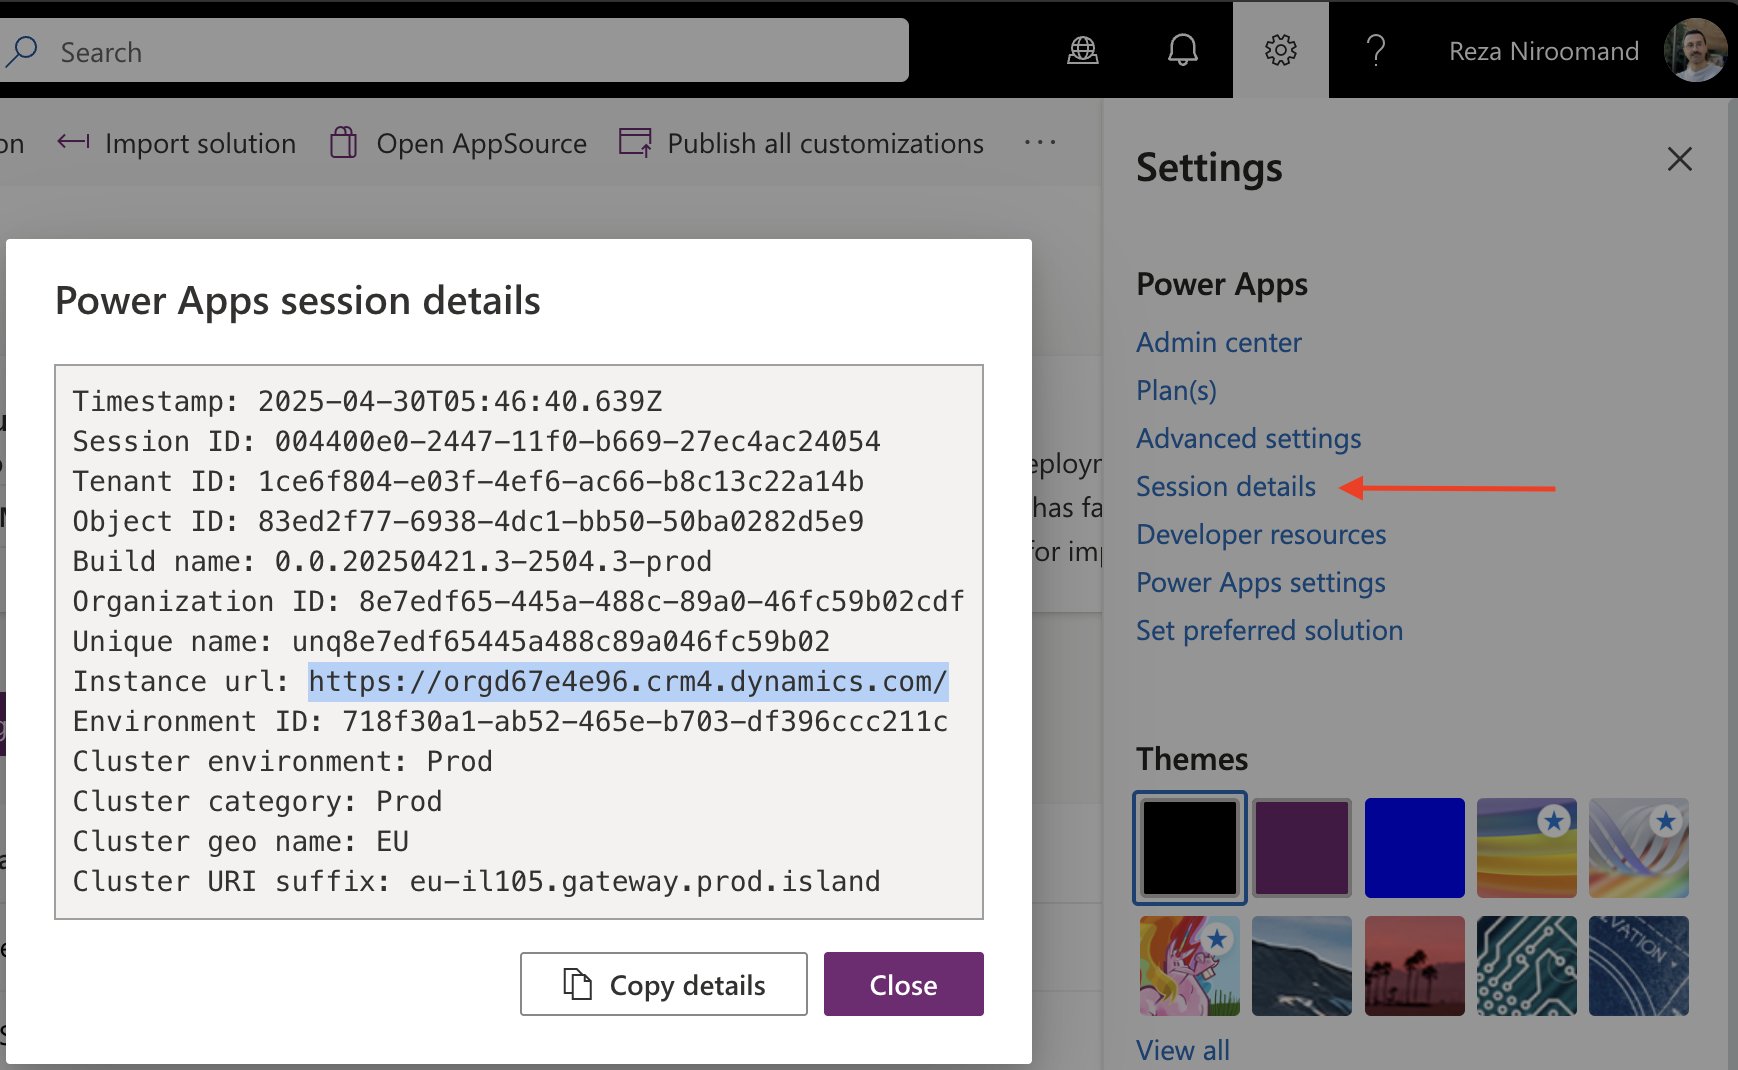 Search
Reza Niroomand
on
Import solution
Open AppSource
Publish all customizations
Settings
Power Apps session details
Timestamp: 2025-04-30T05:46:40.639Z
Session ID: 004400e0-2447-11f0-b669-27ec4ac24054
Tenant ID: 1ce6f804-e03f-4ef6-ac66-b8c13c22a14b
Object ID: 83ed2f77-6938-4dc1-bb50-50ba0282d5e9
Build name: 0.0.20250421.3-2504.3-prod
Organization ID: 8e7edf65-445a-488c-89a0-46fc59b02cdf
Unique name: unq8e7edf65445a488c89a046fc59b02
Instance url: https://orgd67e4e96.crm4.dynamics.com/
Environment ID: 718f30a1-ab52-465e-b703-df396ccc211c
Cluster environment: Prod
Cluster category: Prod
Cluster geo name: EU
Cluster URI suffix: eu-il105.gateway.prod.island
Copy details
Close
eployn
has fa
for imp
Power Apps
Admin center
Plan(s)
Advanced settings
Session details
Developer resources
Power Apps settings
Set preferred solution
Themes
VATION
View all